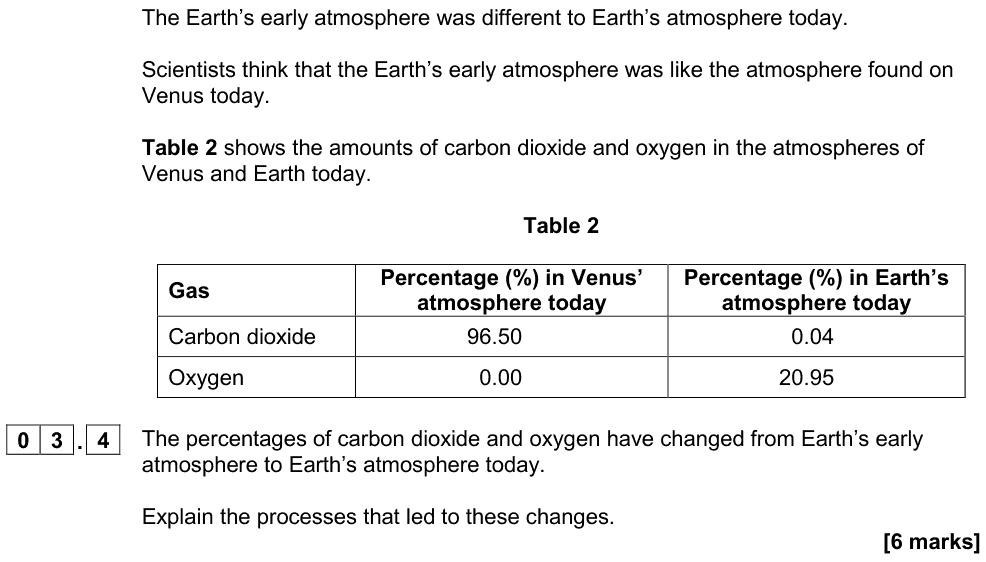 The Earth's early atmosphere was different to Earth's atmosphere today.
Scientists think that the Earth's early atmosphere was like the atmosphere found on
Venus today.
Table 2 shows the amounts of carbon dioxide and oxygen in the atmospheres of
Venus and Earth today.
Table 2
Gas
Percentage (%) in Venus'
atmosphere today
Percentage (%) in Earth's
atmosphere today
Carbon dioxide 96.50 0.04
Oxygen 0.00 20.95
0 3 . 4 The percentages of carbon dioxide and oxygen have changed from Earth's early
atmosphere to Earth's atmosphere today.
Explain the processes that led to these changes.
[6 marks]